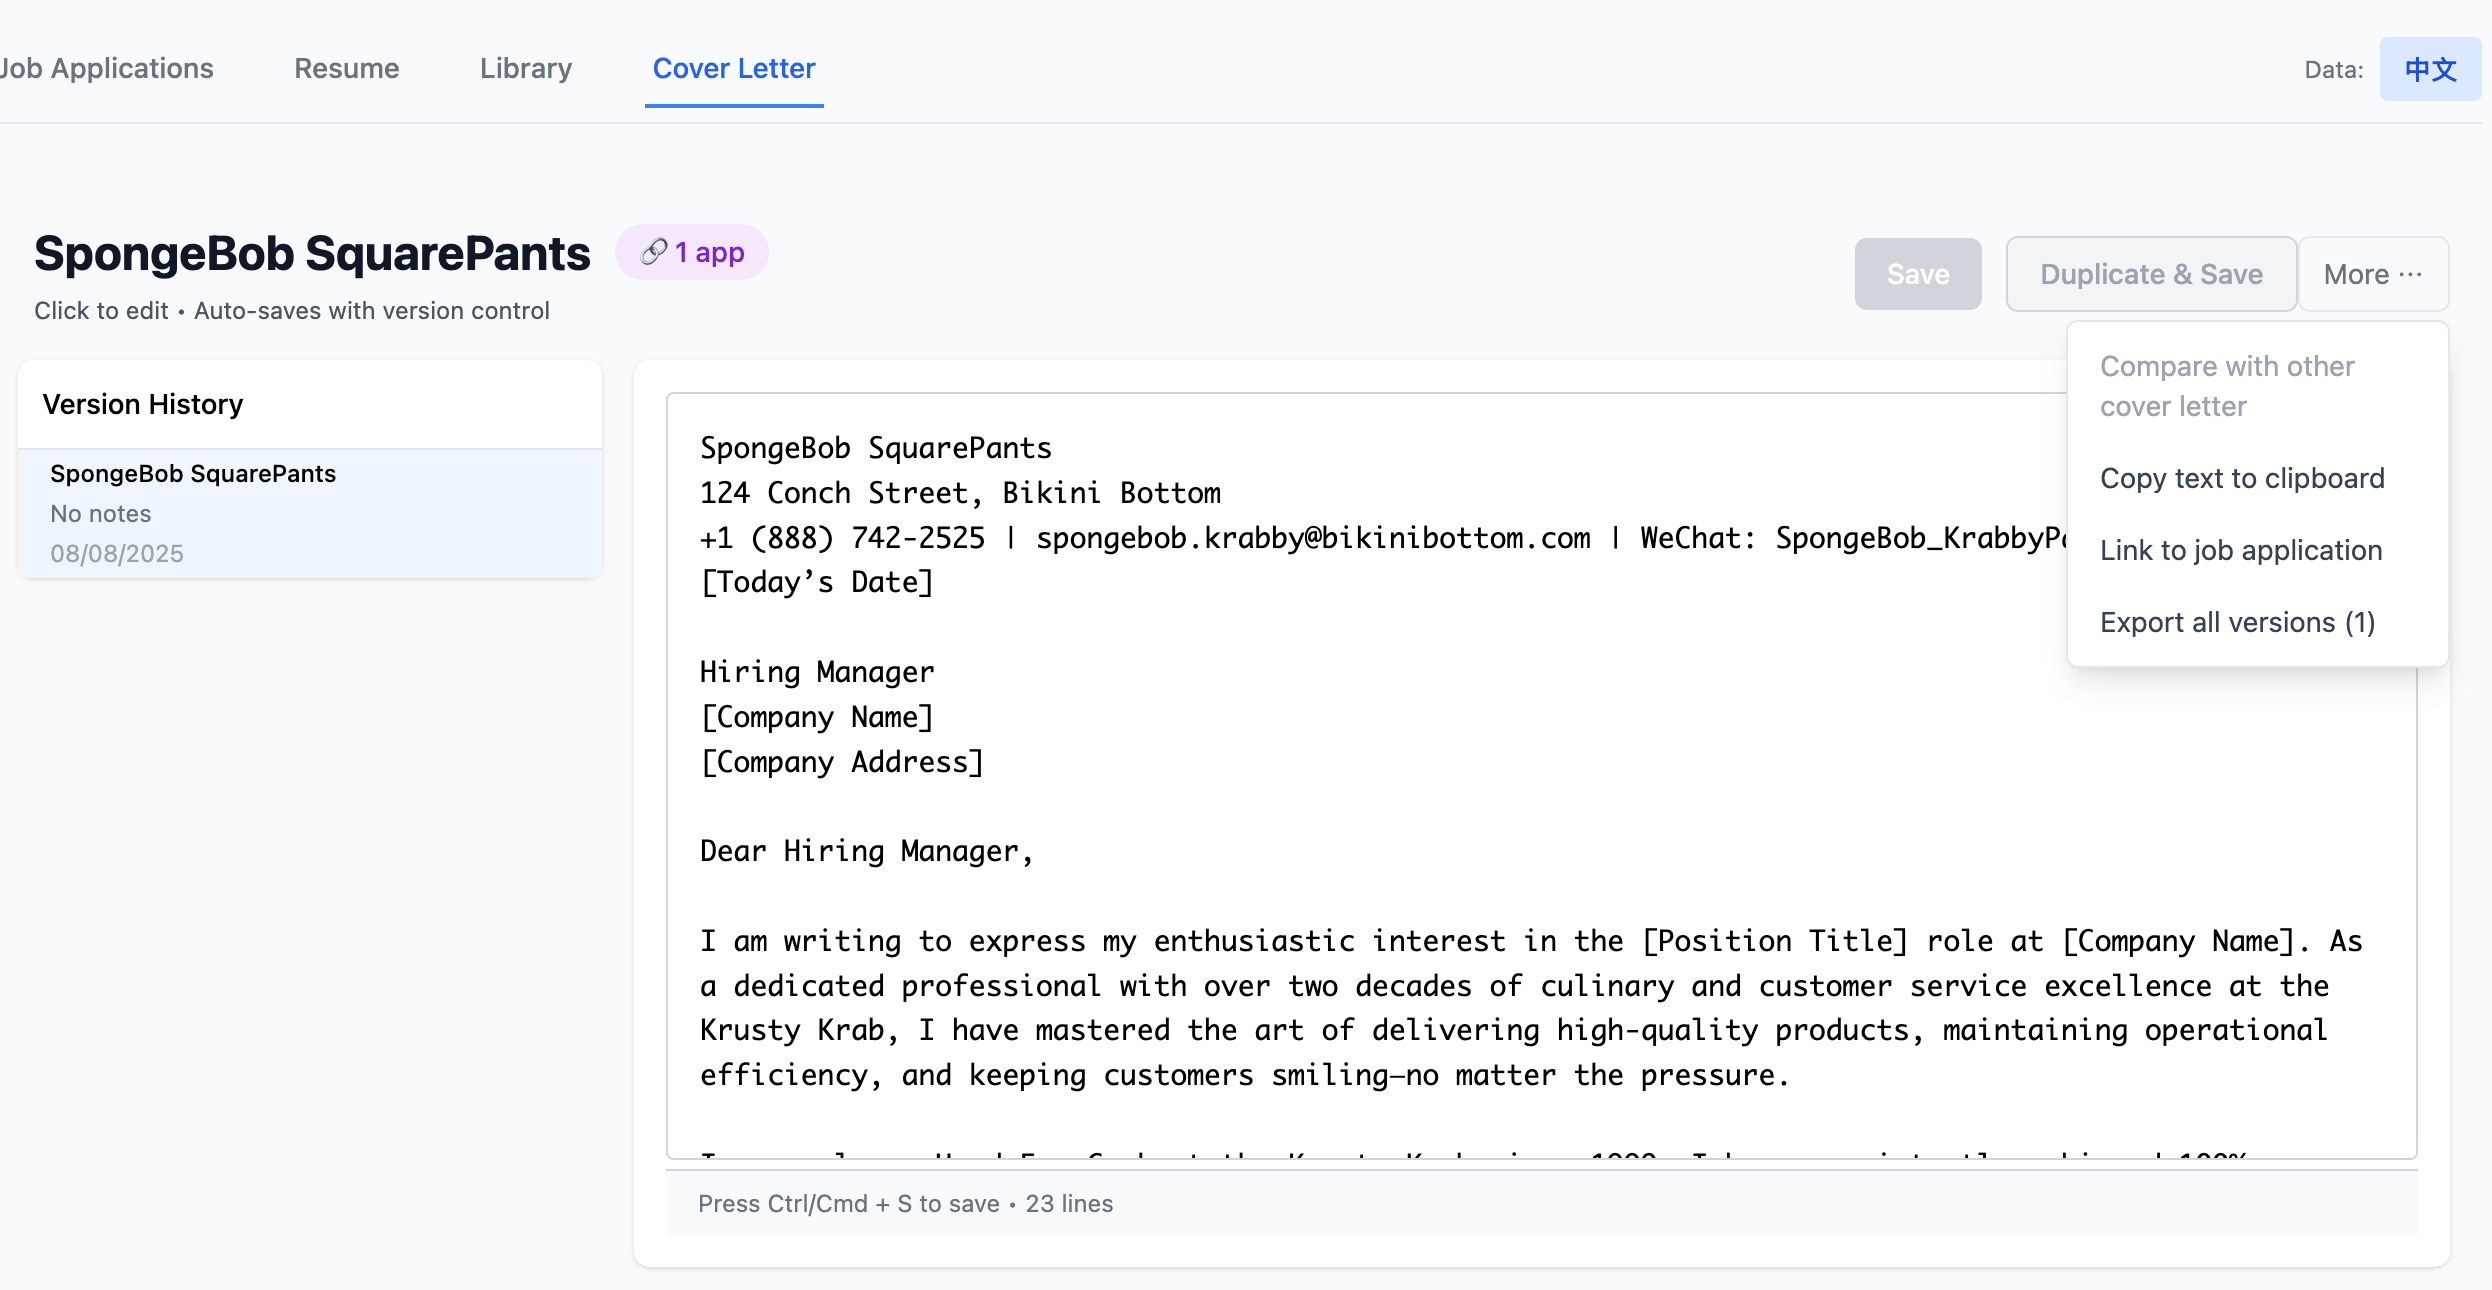 Job Applications
Resume
Library
Cover Letter
Data:
中文
SpongeBob SquarePants
🔗 1 app
Click to edit • Auto-saves with version control
Save
Duplicate & Save
More ···
Compare with other
cover letter
Copy text to clipboard
Link to job application
Export all versions (1)
Version History
SpongeBob SquarePants
No notes
08/08/2025
SpongeBob SquarePants
124 Conch Street, Bikini Bottom
+1 (888) 742-2525 | spongebob.krabby@bikinibottom.com | WeChat:
[Today’s Date]
Hiring Manager
[Company Name]
[Company Address]
Dear Hiring Manager,
I am writing to express my enthusiastic interest in the [Position Title] role at [Company Name]. As
a dedicated professional with over two decades of culinary and customer service excellence at the
Krusty Krab, I have mastered the art of delivering high-quality products, maintaining operational
efficiency, and keeping customers smiling—no matter the pressure.
Press Ctrl/Cmd + S to save • 23 lines